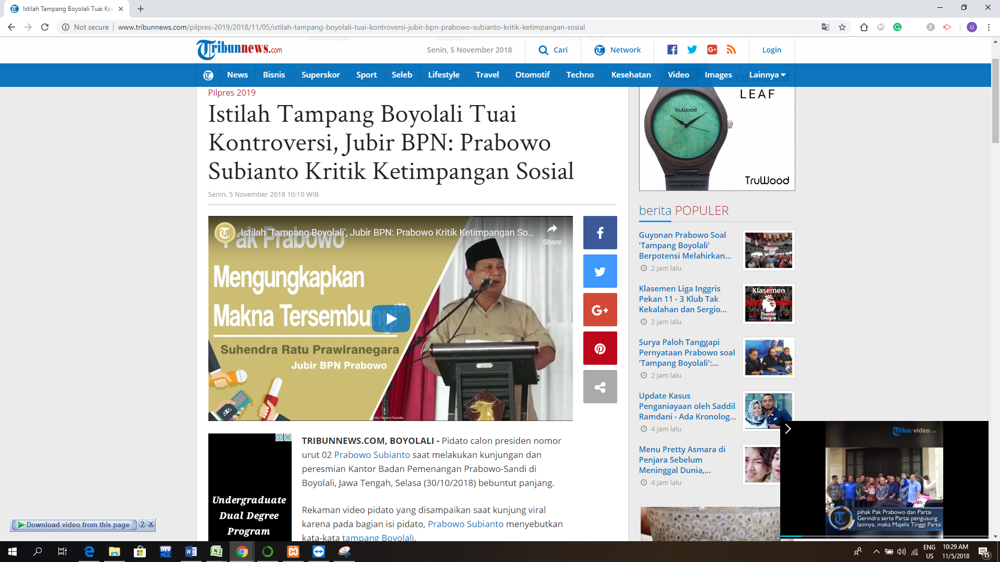 Istilah Tampang Boyolali Tuai Kon
Not secure
www.tribunnews.com/pilpres-2019/2018/11/05/istilah-tampang-boyolali-tuai-kontroversi-jubir-bpn-prabowo-subianto-kritik-ketimpangan-sosial
U
Tribunnews.com
Senin, 5 November 2018
Cari
Network
Login
News
Bisnis
Superskor
Sport
Seleb
Lifestyle
Travel
Otomotif
Techno
Kesehatan
Video
Images
Lainnya
Pilpres 2019
Istilah Tampang Boyolali Tuai
Kontroversi, Jubir BPN: Prabowo
Subianto Kritik Ketimpangan Sosial
Senin, 5 November 2018 10:10 WIB
Istilah 'Tampang Boyolali', Jubir BPN: Prabowo Kritik Ketimpangan So...
Share
"Pak Prabowo
Mengungkapkan
Makna Tersembunyi"
Suhendra Ratu Prawiranegara
Jubir BPN Prabowo
Foto: Capture Youtube
Undergraduate
Dual Degree
Program
TRIBUNNEWS.COM, BOYOLALI - Pidato calon presiden nomor
urut 02 Prabowo Subianto saat melakukan kunjungan dan
peresmian Kantor Badan Pemenangan Prabowo-Sandi di
Boyolali, Jawa Tengah, Selasa (30/10/2018) bebuntut panjang.
Rekaman video pidato yang disampaikan saat kunjung viral
karena pada bagian isi pidato, Prabowo Subianto menyebutkan
kata-kata tampang Boyolali.
TruWood
LEAF
TruWood
TruWood
berita POPULER
Guyonan Prabowo Soal
'Tampang Boyolali'
Berpotensi Melahirkan...
2 jam lalu
Klasemen Liga Inggris
Pekan 11 - 3 Klub Tak
Kekalahan dan Sergio...
2 jam lalu
Klasemen
Premier
League
Surya Paloh Tanggapi
Pernyataan Prabowo soal
'Tampang Boyolali':...
2 jam lalu
Update Kasus
Penganiayaan oleh Saddil
Ramdani - Ada Kronolog...
4 jam lalu
Menu Pretty Asmara di
Penjara Sebelum
Meninggal Dunia,...
4 jam lalu
Tribun-video.com
pihak Pak Prabowo dan Partai
Gerindra serta Partai pengusung
lainnya, maka Majelis Tinggi Partai
Download video from this page
DEV
ENG
US
10:29 AM
11/5/2018
15